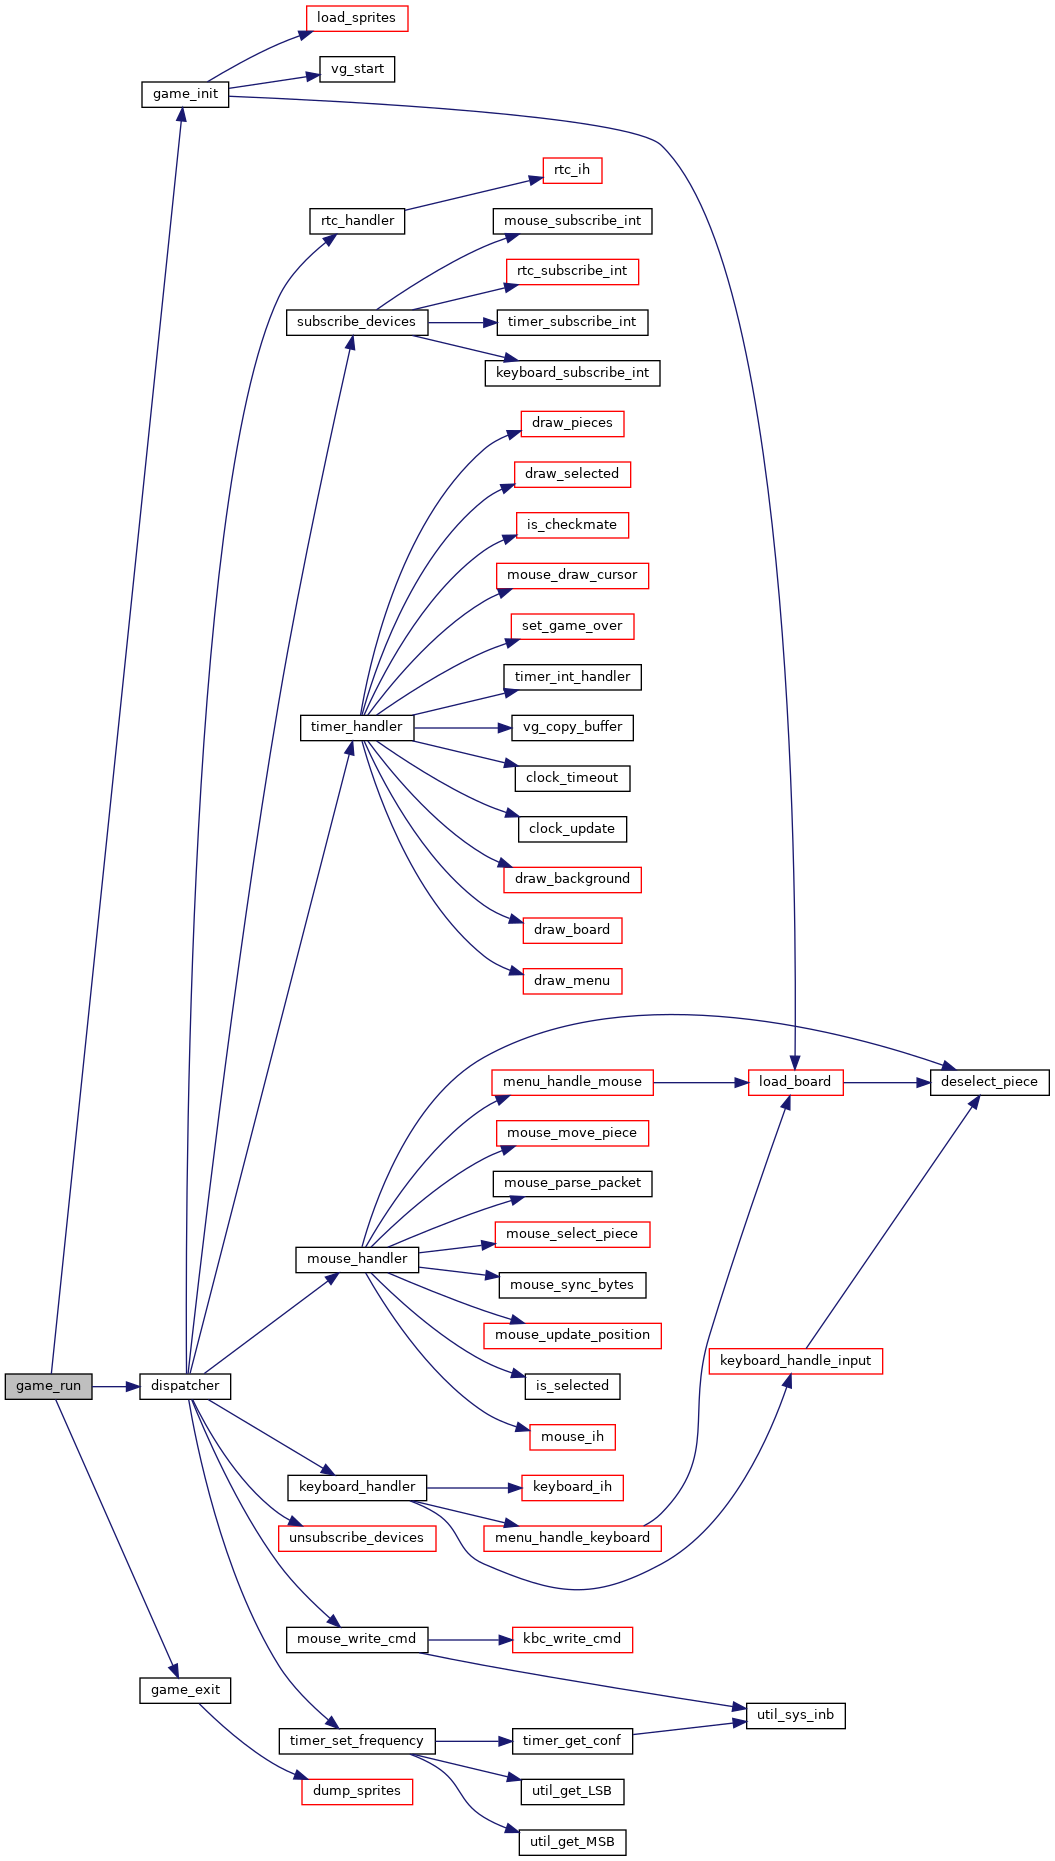 load_sprites
vg_start
game_init
rtc_ih
rtc_handler
mouse_subscribe_int
rtc_subscribe_int
subscribe_devices
timer_subscribe_int
keyboard_subscribe_int
draw_pieces
draw_selected
is_checkmate
mouse_draw_cursor
set_game_over
timer_int_handler
timer_handler
vg_copy_buffer
clock_timeout
clock_update
draw_background
draw_board
draw_menu
menu_handle_mouse
load_board
deselect_piece
mouse_move_piece
mouse_parse_packet
mouse_select_piece
mouse_handler
mouse_sync_bytes
mouse_update_position
keyboard_handle_input
game_run
dispatcher
is_selected
mouse_ih
keyboard_handler
keyboard_ih
unsubscribe_devices
menu_handle_keyboard
mouse_write_cmd
kbc_write_cmd
game_exit
util_sys_inb
timer_set_frequency
timer_get_conf
dump_sprites
util_get_LSB
util_get_MSB